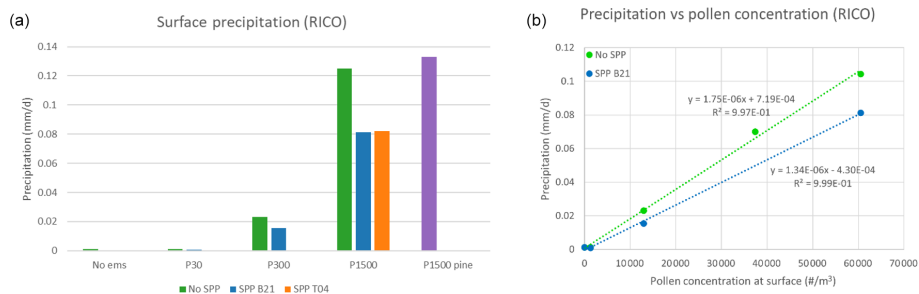 (a)
Surface precipitation (RICO)
Precipitation (mm/d)
0.14
0.12
0.1
0.08
0.06
0.04
0.02
0
No ems
P30
P300
P1500
P1500 pine
No SPP
SPP B21
SPP T04
(b)
Precipitation vs pollen concentration (RICO)
Precipitation (mm/d)
0.12
0.1
0.08
0.06
0.04
0.02
0
No SPP
SPP B21
y = 1.75E-06x + 7.19E-04
R² = 9.97E-01
y = 1.34E-06x - 4.30E-04
R² = 9.99E-01
0
10000
20000
30000
40000
50000
60000
70000
Pollen concentration at surface (#/m³)